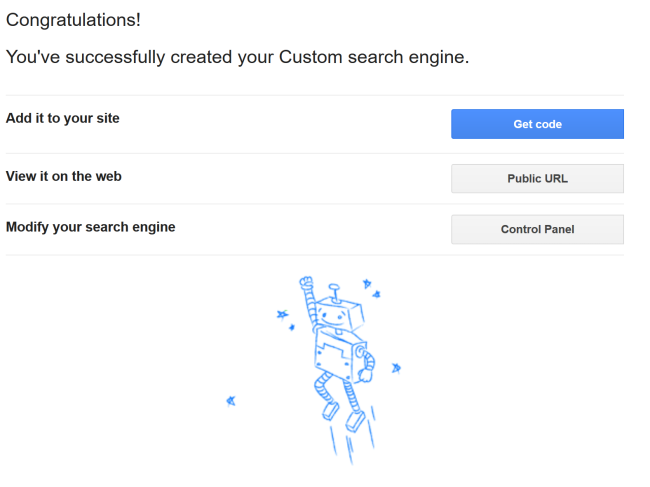 Congratulations!
You've successfully created your Custom search engine.
Add it to your site
Get code
View it on the web
Public URL
Modify your search engine
Control Panel